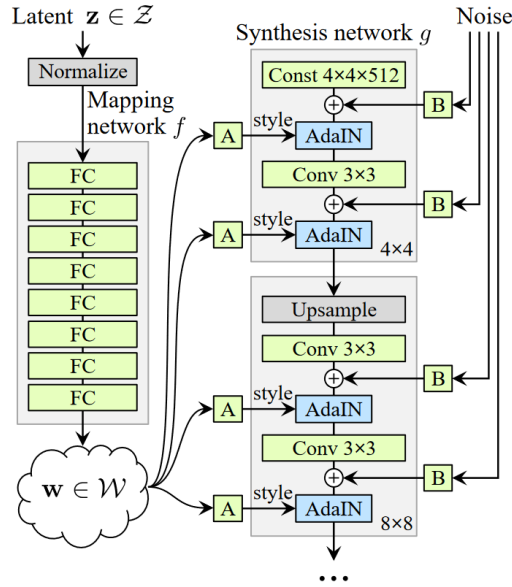 Latent z ∈ Z
Normalize
Mapping
network f
FC
FC
FC
FC
FC
FC
FC
FC
w ∈ W
Synthesis network g
Noise
Const 4×4×512
B
A
style
AdaIN
Conv 3×3
B
A
style
AdaIN
4×4
Upsample
Conv 3×3
B
A
style
AdaIN
Conv 3×3
B
A
style
AdaIN
8×8
...